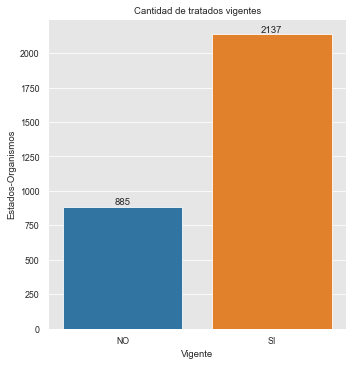 Cantidad de tratados vigentes
2137
2000
1750
1500
1250
1000
885
750
500
250
0
Estados-Organismos
NO
SI
Vigente